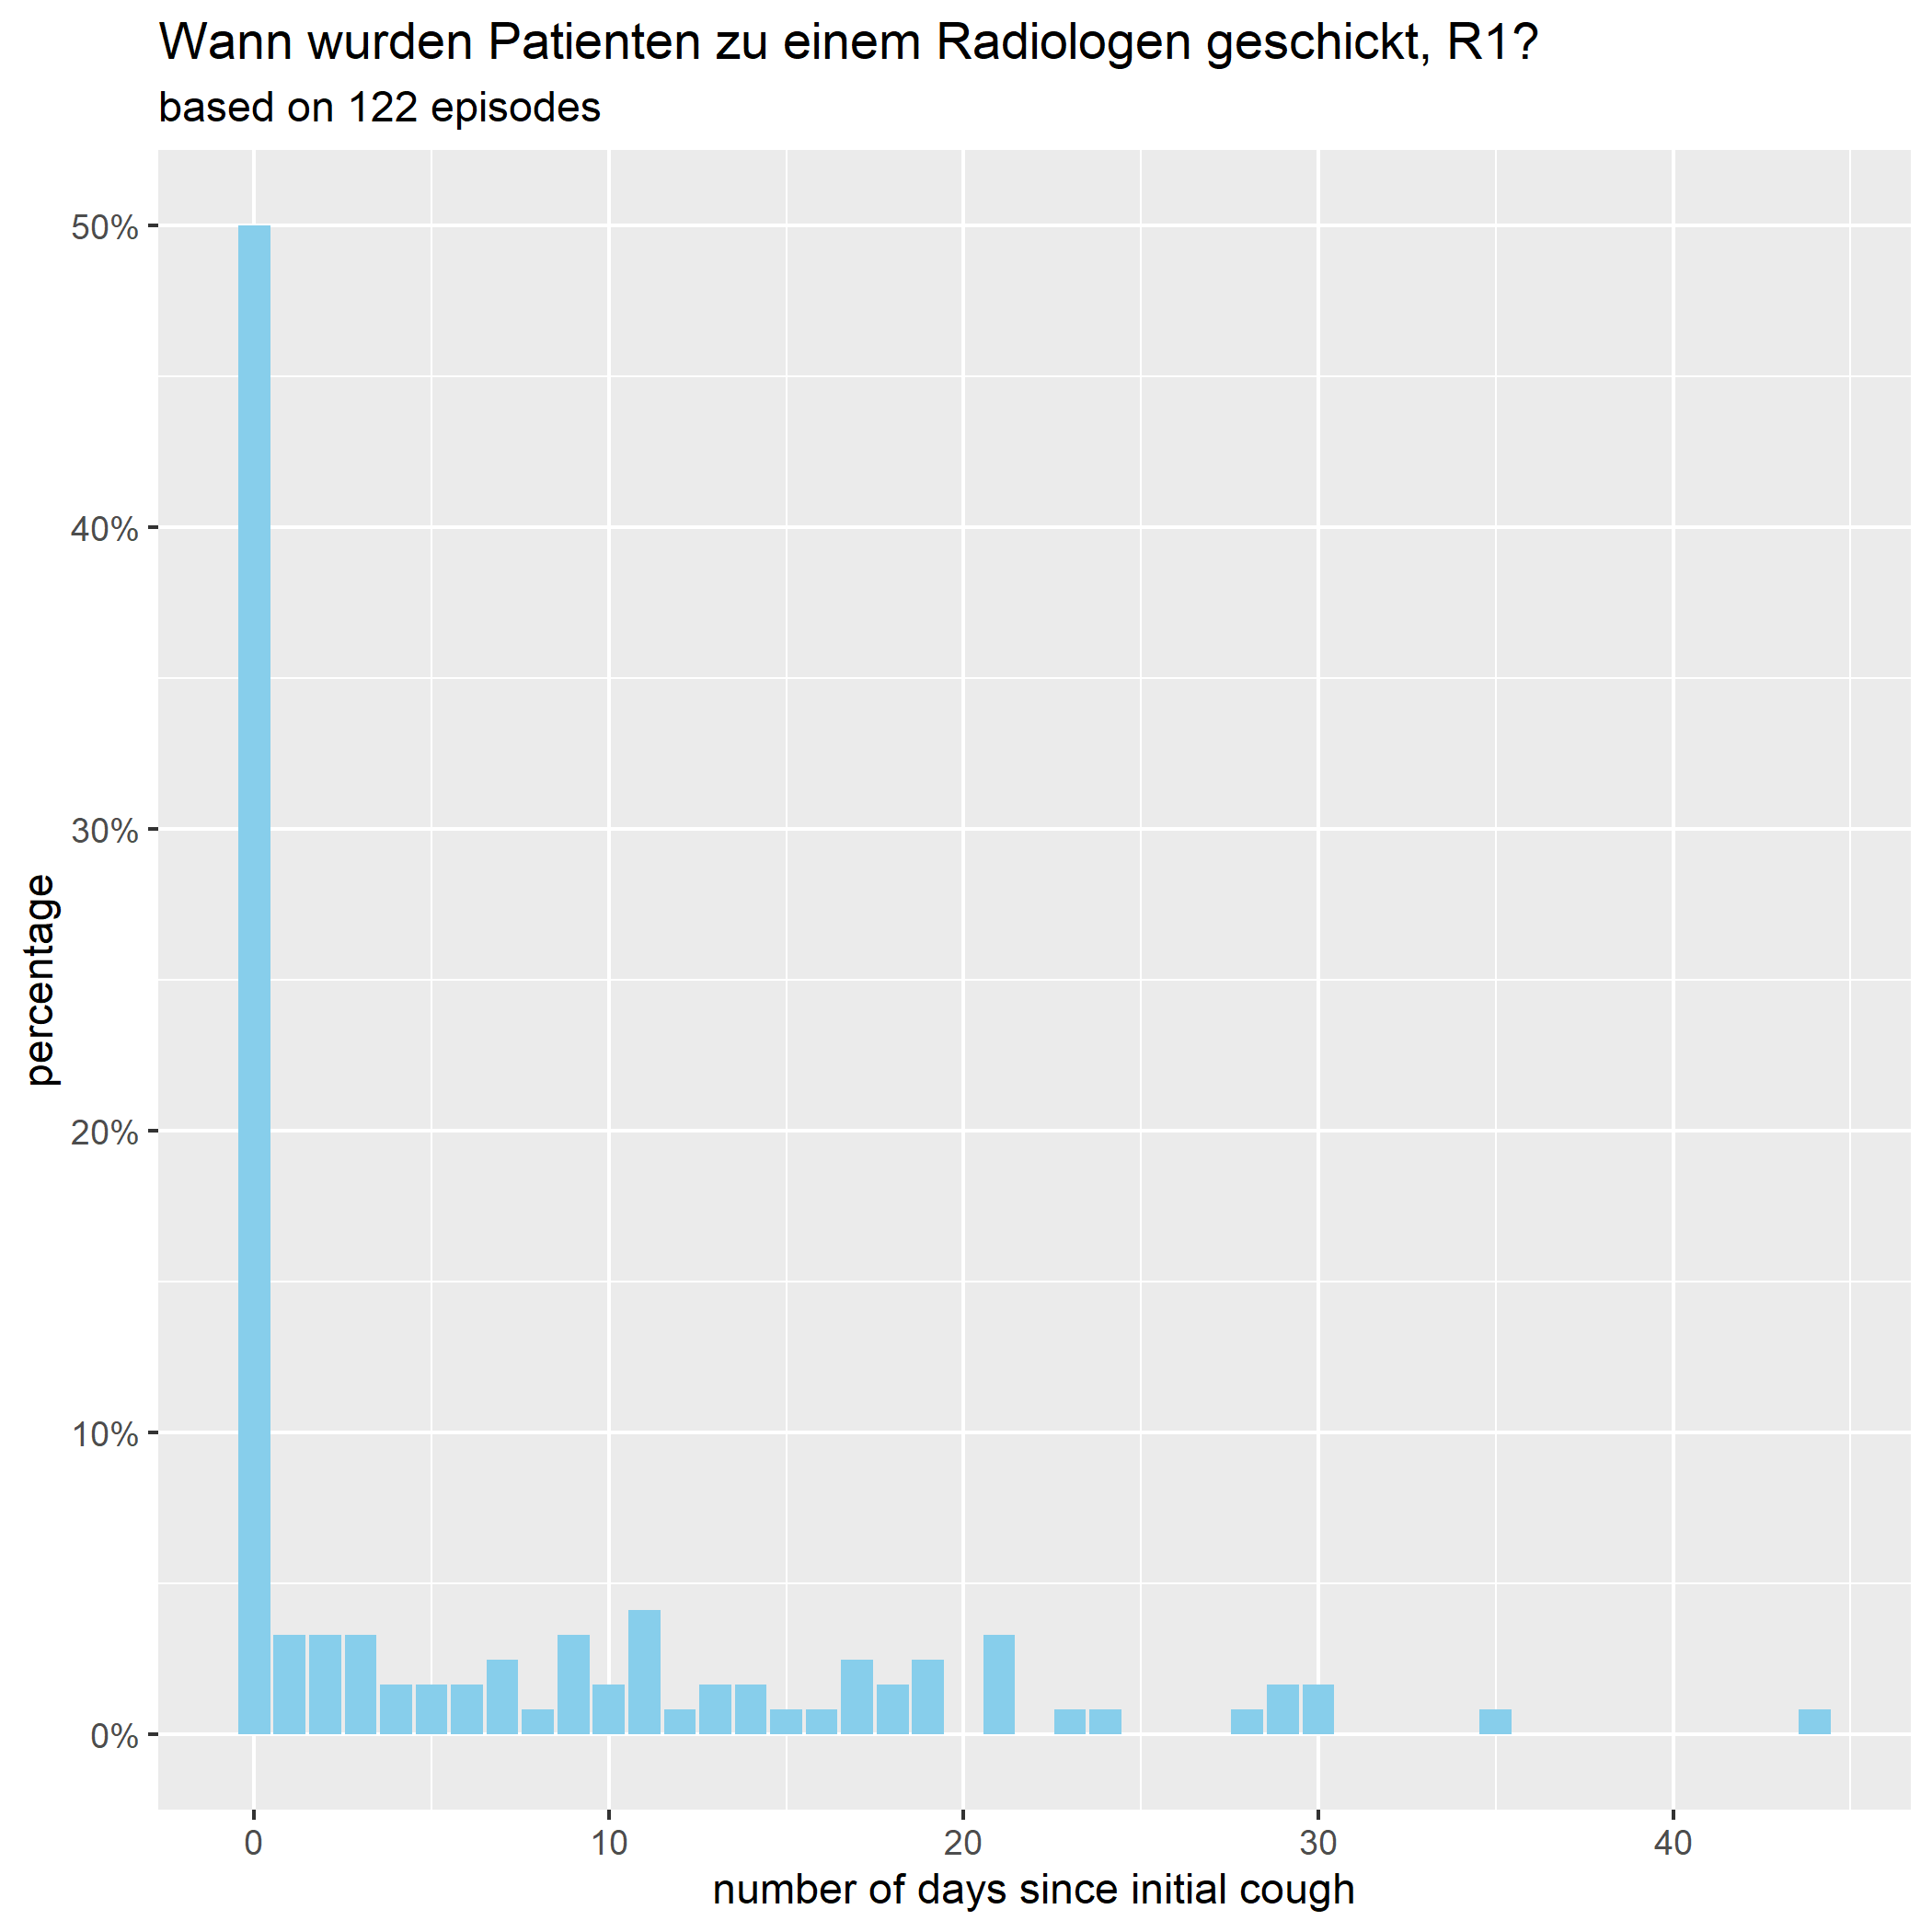 Wann wurden Patienten zu einem Radiologen geschickt, R1?
based on 122 episodes
50%
40%
30%
20%
10%
0%
percentage
0 10 20 30 40
number of days since initial cough